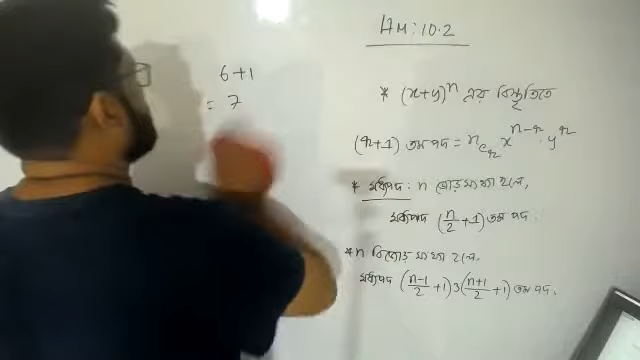 HM: 10.2
6+1
= 7
* (x+y)^n এর বিস্তৃতিতে
(r+1) তম পদ = nCr x^{n-r}. y^r
* মধ্যপদ: n জোড় সংখ্যা হলে,
মধ্যপদ (n/2 + 1) তম পদ.
* n বিজোড় সংখ্যা হলে,
মধ্যপদ ((n-1)/2 +1) ও ((n+1)/2 +1) তম পদ.